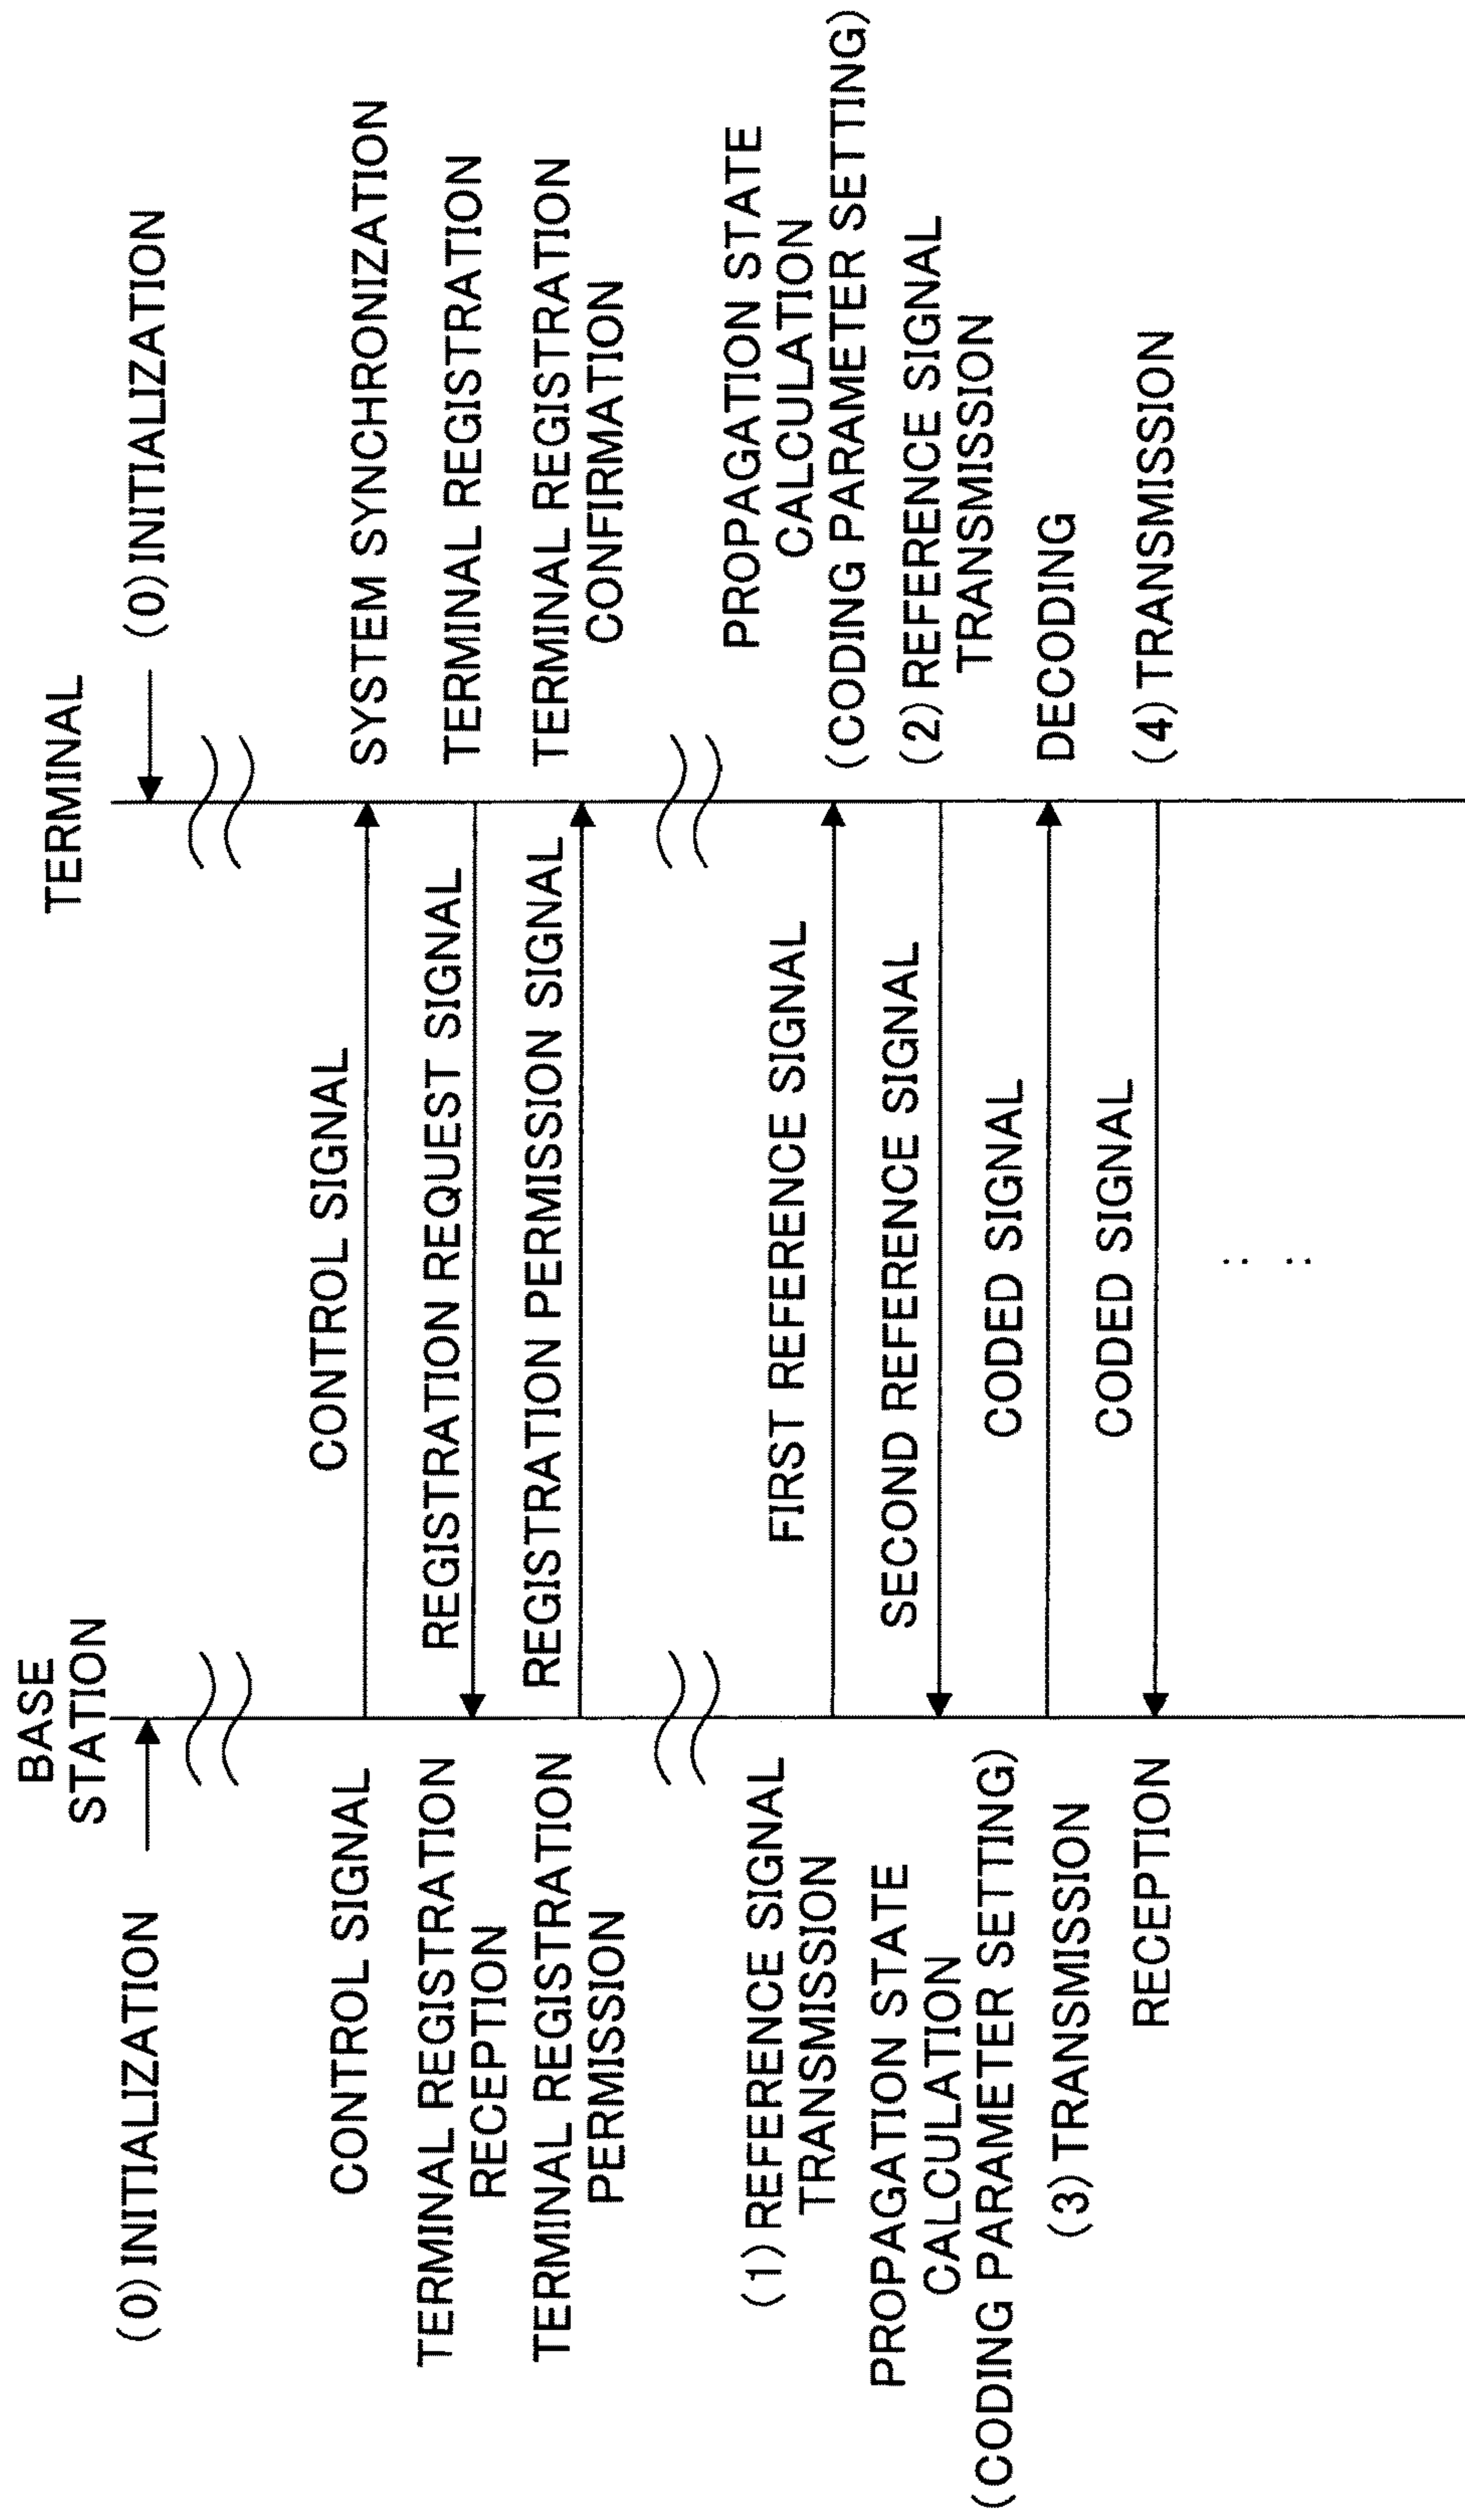 BASE
STATION
TERMINAL
(0) INITIALIZATION
(0) INITIALIZATION
CONTROL SIGNAL
CONTROL SIGNAL
SYSTEM SYNCHRONIZATION
TERMINAL REGISTRATION
RECEPTION
REGISTRATION REQUEST SIGNAL
TERMINAL REGISTRATION
TERMINAL REGISTRATION
PERMISSION
REGISTRATION PERMISSION SIGNAL
TERMINAL REGISTRATION
CONFIRMATION
(1) REFERENCE SIGNAL
TRANSMISSION
FIRST REFERENCE SIGNAL
PROPAGATION STATE
CALCULATION
(CODING PARAMETER SETTING)
PROPAGATION STATE
CALCULATION
(CODING PARAMETER SETTING)
SECOND REFERENCE SIGNAL
(2) REFERENCE SIGNAL
TRANSMISSION
(3) TRANSMISSION
CODED SIGNAL
DECODING
RECEPTION
CODED SIGNAL
(4) TRANSMISSION